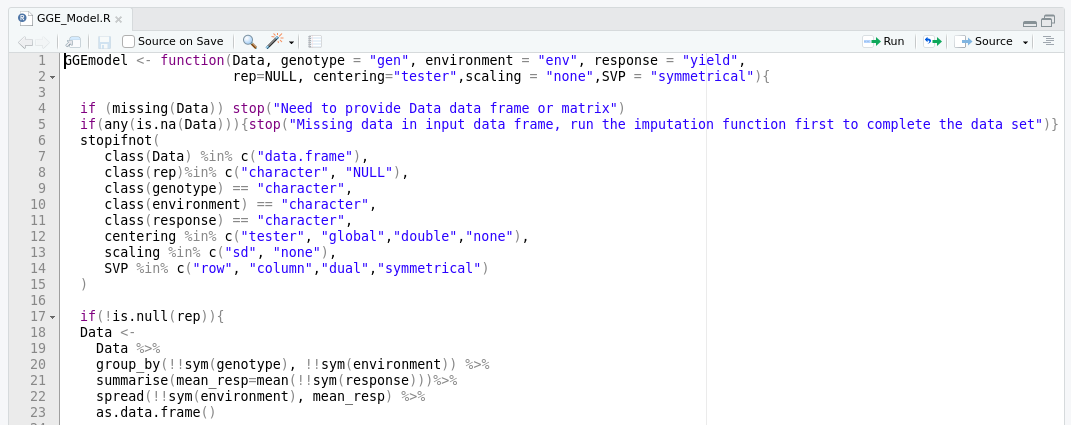 GGE_Model.R
Source on Save Run Source
1 GGEmodel <- function(Data, genotype = "gen", environment = "env", response = "yield",
2                      rep=NULL, centering="tester",scaling = "none",SVP = "symmetrical"){
3
4   if (missing(Data)) stop("Need to provide Data data frame or matrix")
5   if(any(is.na(Data))){stop("Missing data in input data frame, run the imputation function first to complete the data set")}
6   stopifnot(
7      class(Data) %in% c("data.frame"),
8      class(rep)%in% c("character", "NULL"),
9      class(genotype) == "character",
10      class(environment) == "character",
11      class(response) == "character",
12      centering %in% c("tester", "global","double","none"),
13      scaling %in% c("sd", "none"),
14      SVP %in% c("row", "column","dual","symmetrical")
15   )
16
17   if(!is.null(rep)){
18   Data <-
19     Data %>%
20     group_by(!!sym(genotype), !!sym(environment)) %>%
21     summarise(mean_resp=mean(!!sym(response)))%>%
22     spread(!!sym(environment), mean_resp) %>%
23     as.data.frame()